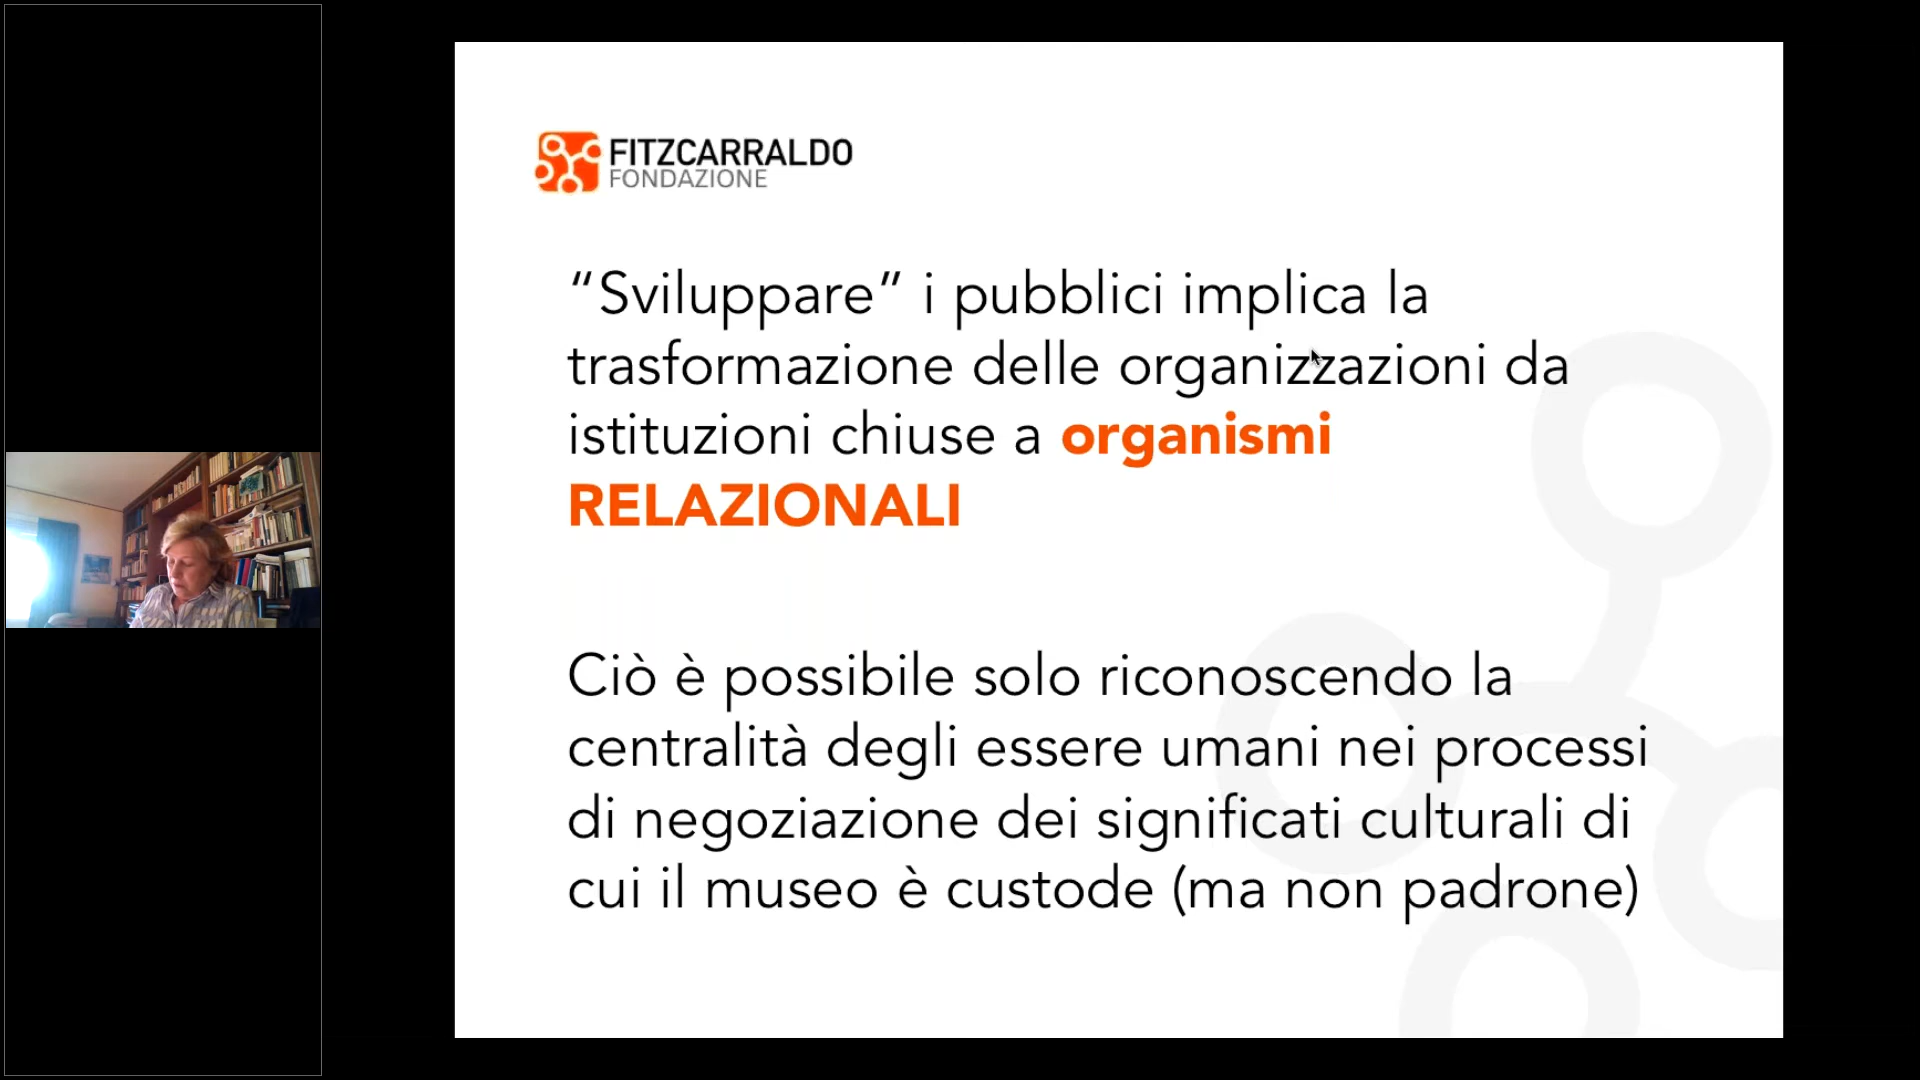 FITZCARRALDO
FONDAZIONE
“Sviluppare” i pubblici implica la
trasformazione delle organizzazioni da
istituzioni chiuse a organismi
RELAZIONALI
Ciò è possibile solo riconoscendo la
centralità degli essere umani nei processi
di negoziazione dei significati culturali di
cui il museo è custode (ma non padrone)